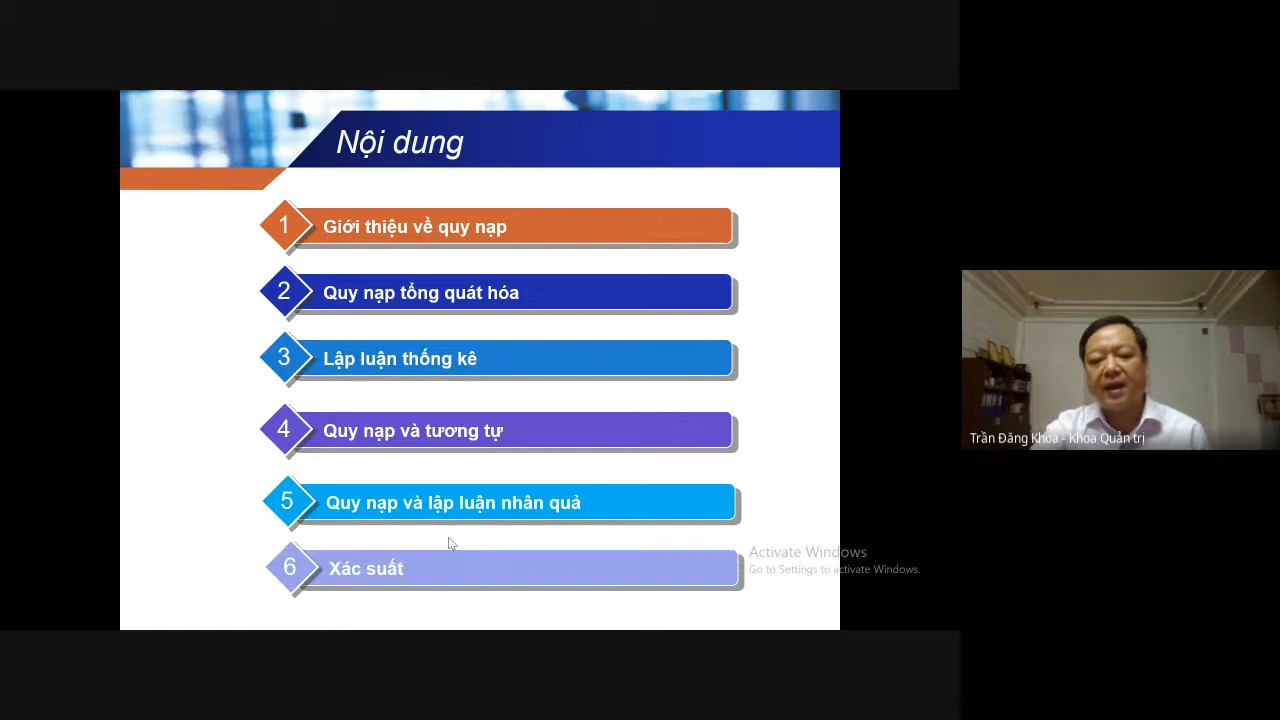 Nội dung
1
Giới thiệu về quy nạp
2
Quy nạp tổng quát hóa
3
Lập luận thống kê
4
Quy nạp và tương tự
5
Quy nạp và lập luận nhân quả
6
Xác suất
Activate Windows
Go to Settings to activate Windows.
Trần Đăng Khoa - Khoa Quản trị